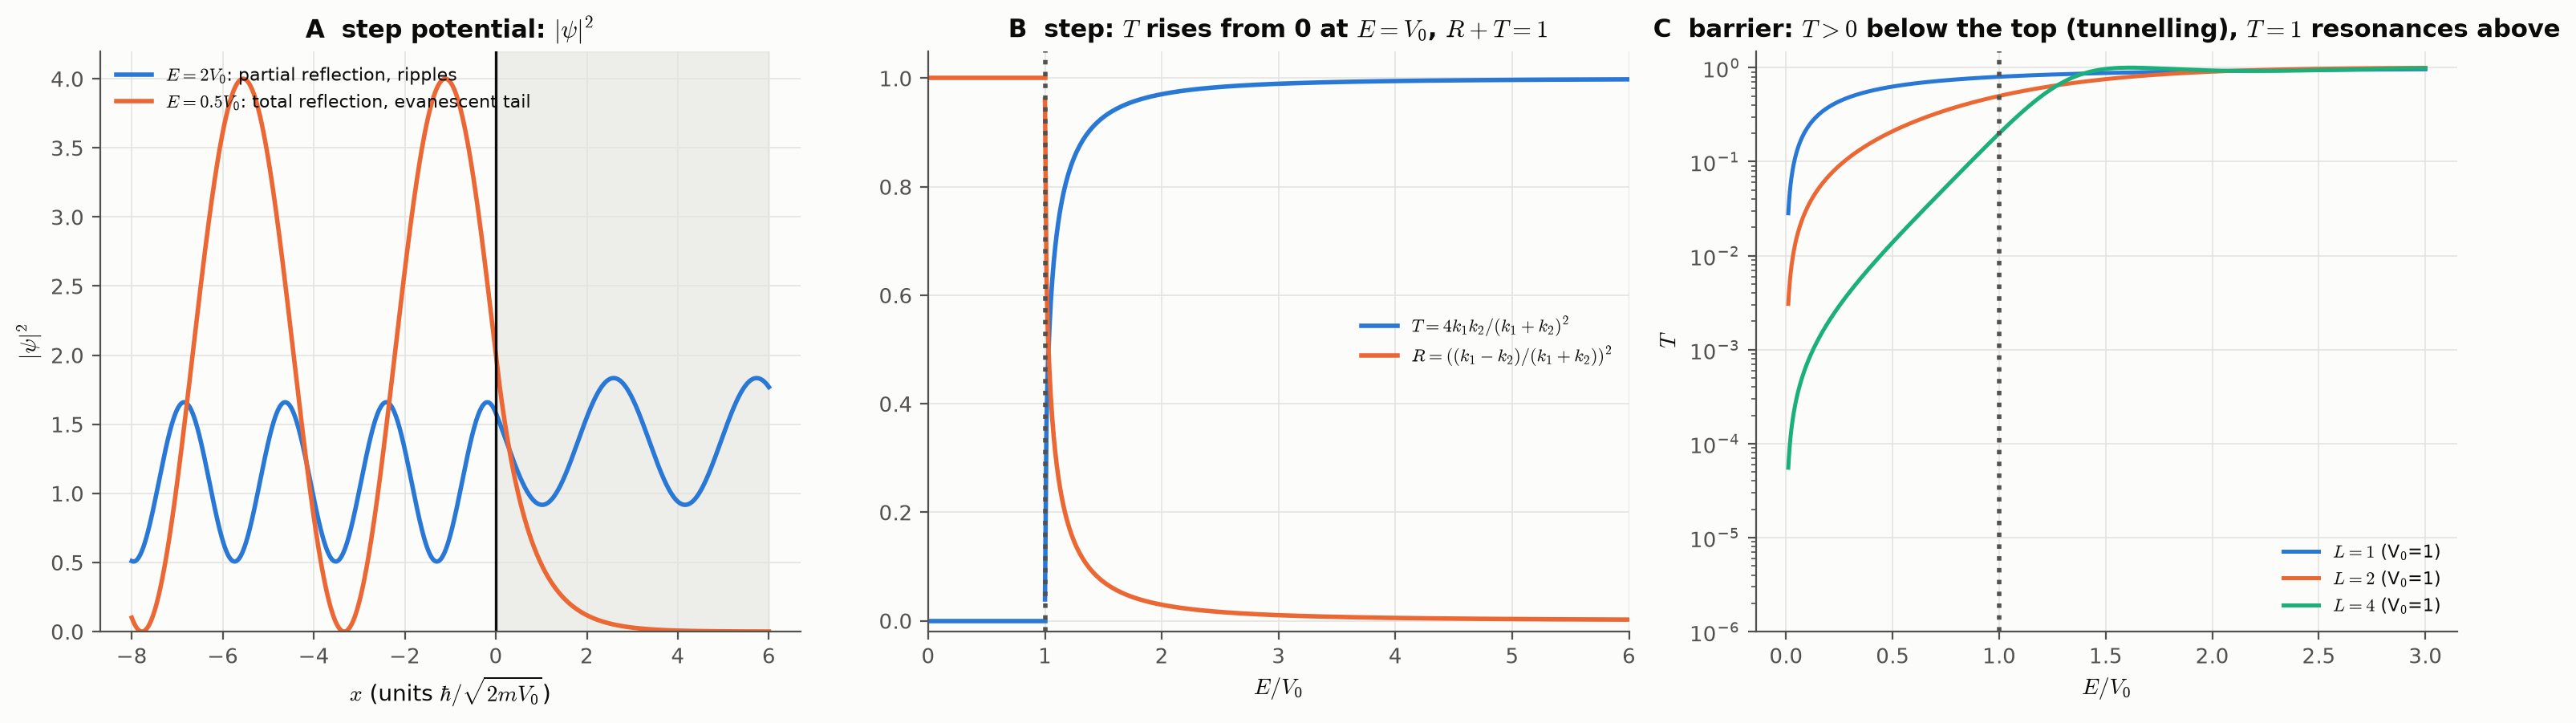 A step potential: |ψ|²
E = 2V₀: partial reflection, ripples
E = 0.5V₀: total reflection, evanescent tail
|ψ|²
4.0
3.5
3.0
2.5
2.0
1.5
1.0
0.5
0.0
−8 −6 −4 −2 0 2 4 6
x (units ℏ/√2mV₀)
B step: T rises from 0 at E = V₀, R + T = 1
1.0
0.8
0.6
0.4
0.2
0.0
T = 4k₁k₂/(k₁ + k₂)²
R = ((k₁ − k₂)/(k₁ + k₂))²
0 1 2 3 4 5 6
E/V₀
C barrier: T > 0 below the top (tunnelling), T = 1 resonances above
T
10⁰
10⁻¹
10⁻²
10⁻³
10⁻⁴
10⁻⁵
10⁻⁶
L = 1 (V₀=1)
L = 2 (V₀=1)
L = 4 (V₀=1)
0.0 0.5 1.0 1.5 2.0 2.5 3.0
E/V₀